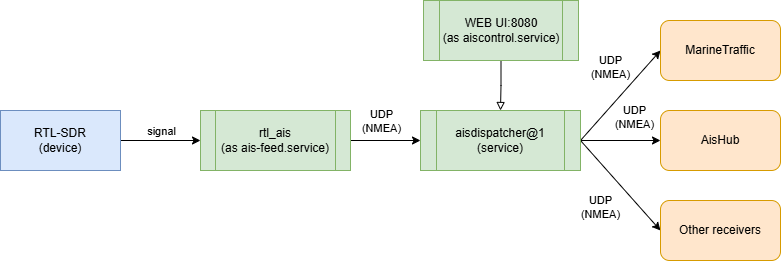 WEB UI:8080
(as aiscontrol.service)
UDP
(NMEA)
MarineTraffic
RTL-SDR
(device)
signal
rtl_ais
(as ais-feed.service)
UDP
(NMEA)
aisdispatcher@1
(service)
UDP
(NMEA)
AisHub
UDP
(NMEA)
Other receivers